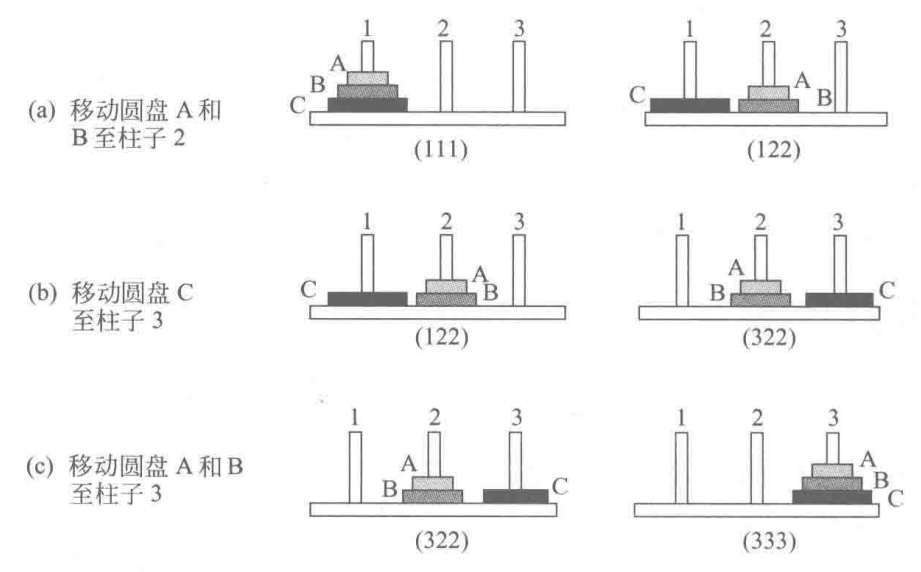 1 2 3 1 2 3
A A
B B
C C
(a) 移动圆盘 A 和
B 至柱子 2
(111) (122)
1 2 3 1 2 3
A A
(b) 移动圆盘 C C B B C
至柱子 3
(122) (322)
1 2 3 1 2 3
(c) 移动圆盘 A 和 B A A
至柱子 3 B C B
C
(322) (333)